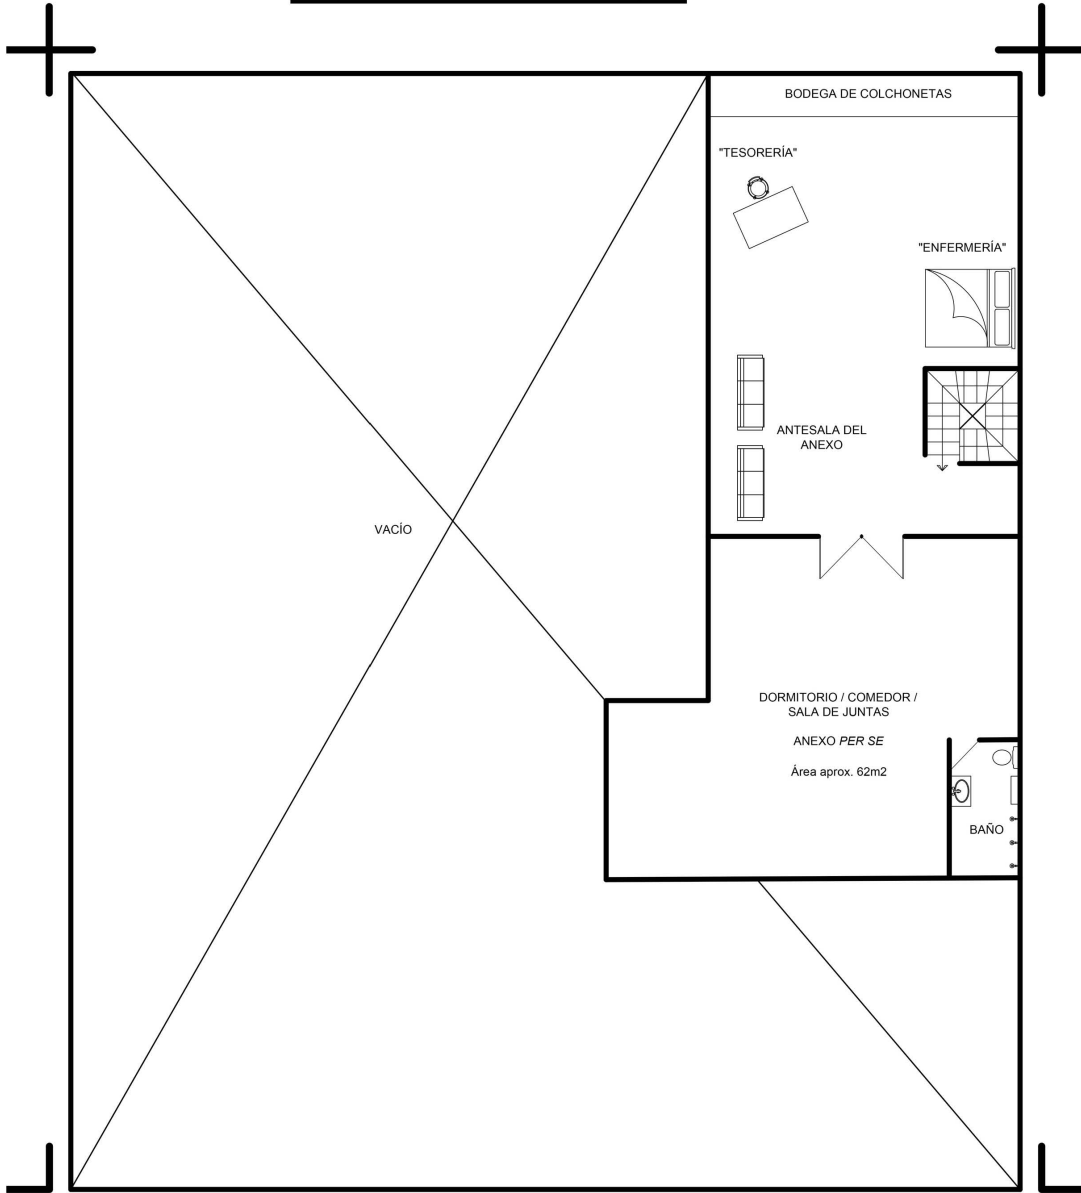 BODEGA DE COLCHONETAS
"TESORERÍA"
"ENFERMERÍA"
ANTESALA DEL
ANEXO
VACÍO
DORMITORIO / COMEDOR /
SALA DE JUNTAS
ANEXO PER SE
Área aprox. 62m2
BAÑO